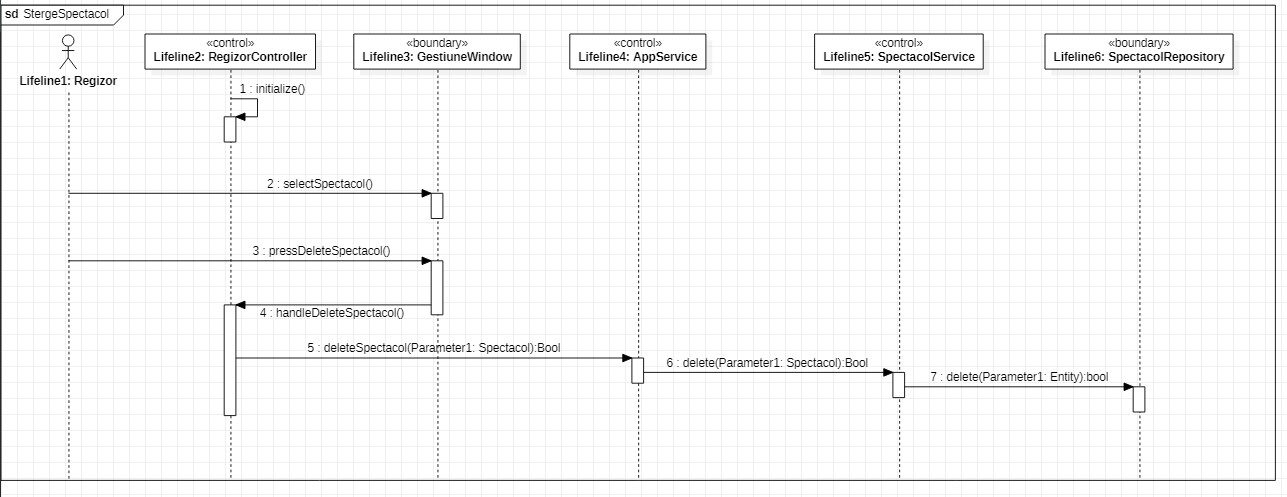 sd StergeSpectacol
Lifeline1: Regizor
«control»
Lifeline2: RegizorController
«boundary»
Lifeline3: GestiuneWindow
«control»
Lifeline4: AppService
«control»
Lifeline5: SpectacolService
«boundary»
Lifeline6: SpectacolRepository
1 : initialize()
2 : selectSpectacol()
3 : pressDeleteSpectacol()
4 : handleDeleteSpectacol()
5 : deleteSpectacol(Parameter1: Spectacol):Bool
6 : delete(Parameter1: Spectacol):Bool
7 : delete(Parameter1: Entity):bool